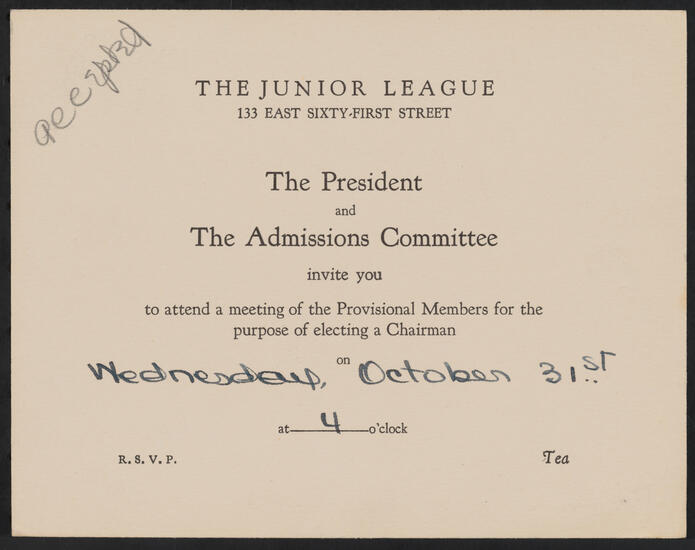 accepted
THE JUNIOR LEAGUE
133 EAST SIXTY-FIRST STREET
The President
and
The Admissions Committee
invite you
to attend a meeting of the Provisional Members for the
purpose of electing a Chairman
on
Wednesday, October 31st
at 4 o'clock
R. S. V. P. Tea